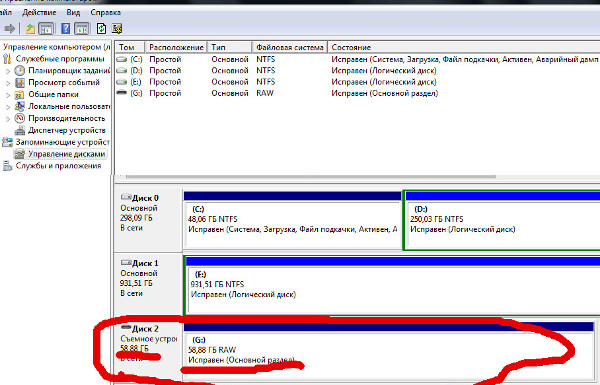 Управление компьютером
айл Действие Вид Справка
Управление компьютером (л
Служебные программы
Планировщик заданий
Просмотр событий
Общие папки
Локальные пользовате
Производительность
Диспетчер устройств
Запоминающие устройст
Управление дисками
Службы и приложения
Том Расположение Тип Файловая система Состояние
(C:) Простой Основной NTFS Исправен (Система, Загрузка, Файл подкачки, Активен, Аварийный дамп
(D:) Простой Основной NTFS Исправен (Логический диск)
(E:) Простой Основной NTFS Исправен (Логический диск)
(G:) Простой Основной RAW Исправен (Основной раздел)
Диск 0
Основной
298,09 ГБ
В сети
(C:)
48,06 ГБ NTFS
Исправен (Система, Загрузка, Файл подкачки, Активен, А
(D:)
250,03 ГБ NTFS
Исправен (Логический диск)
Диск 1
Основной
931,51 ГБ
В сети
(E:)
931,51 ГБ NTFS
Исправен (Логический диск)
Диск 2
Съемное устрой
58,88 ГБ
В сети
(G:)
58,88 ГБ RAW
Исправен (Основной раздел)